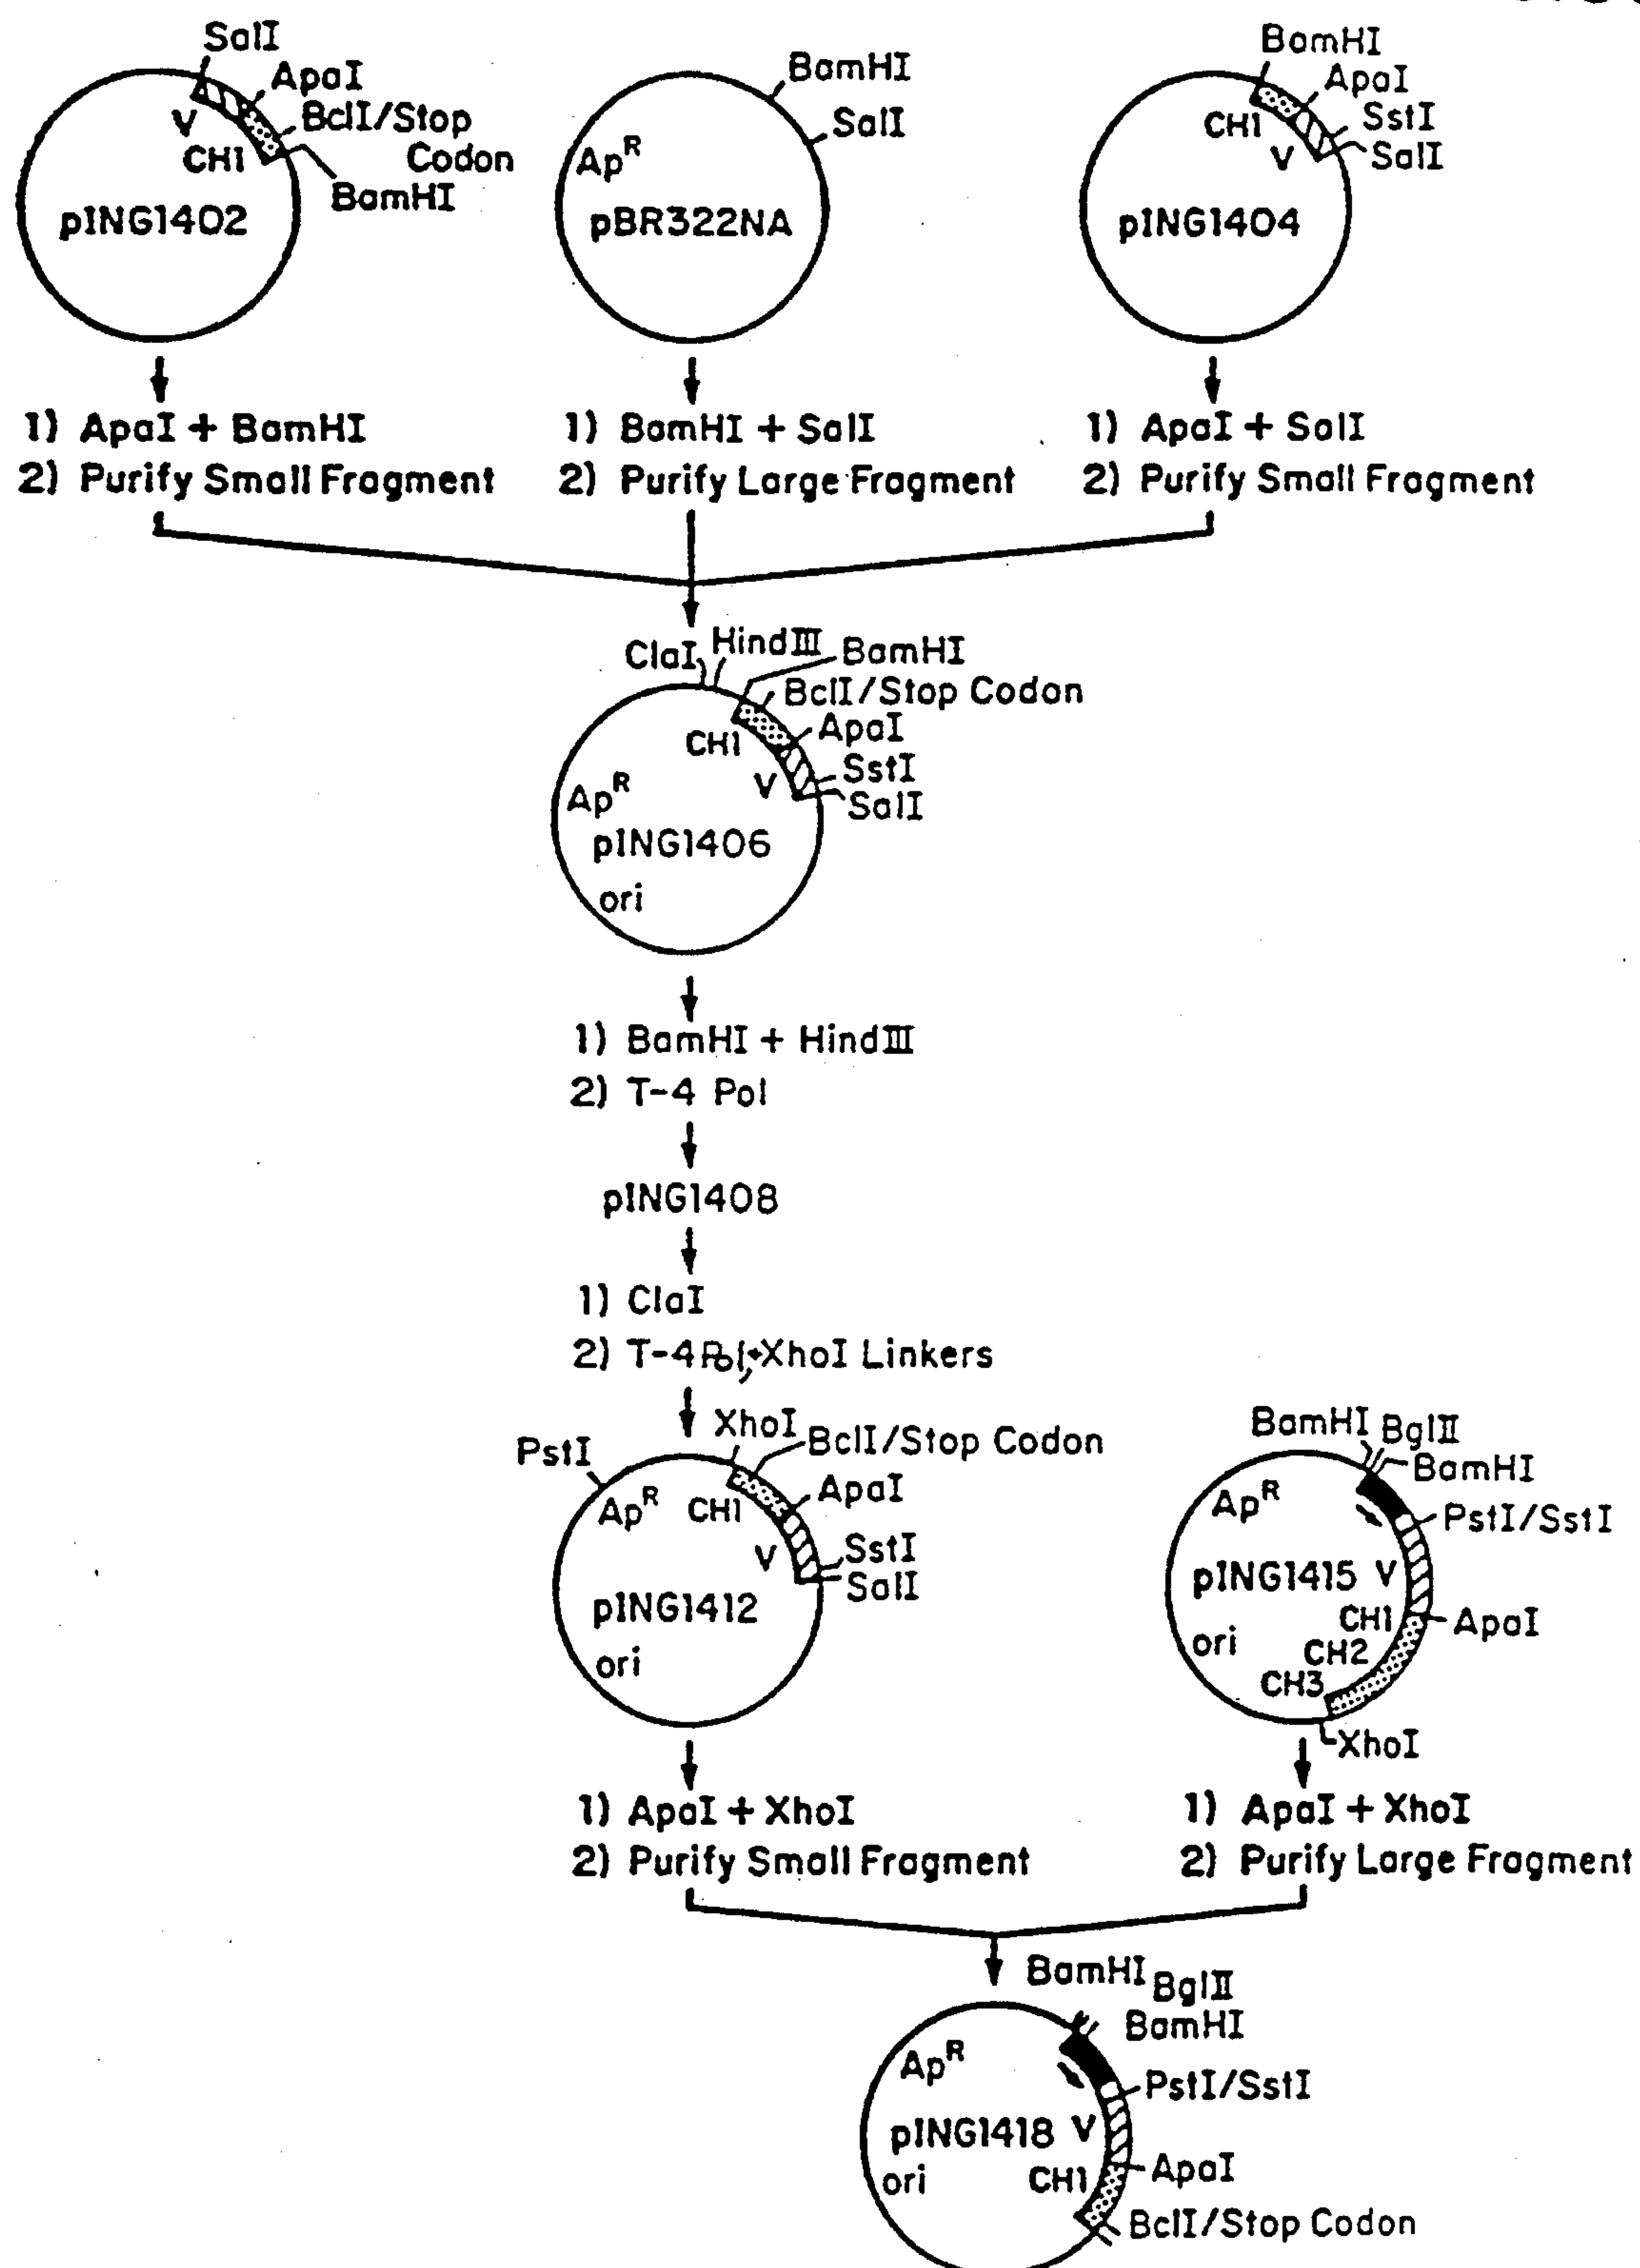 SalI
ApaI
BclI/Stop
Codon
BamHI
V
CH1
pING1402
BamHI
SalI
ApR
pBR322NA
BamHI
ApaI
SstI
SalI
CH1
V
pING1404
1) ApaI + BamHI
2) Purify Small Fragment
1) BamHI + SalI
2) Purify Large Fragment
1) ApaI + SalI
2) Purify Small Fragment
ClaI
HindIII
BamHI
BclI/Stop Codon
ApaI
SstI
SalI
CH1
V
ApR
pING1406
ori
1) BamHI + HindIII
2) T-4 Pol
pING1408
1) ClaI
2) T-4 Pol; XhoI Linkers
PstI
XhoI
BclI/Stop Codon
ApaI
SstI
SalI
ApR
CH1
V
pING1412
ori
BamHI
BglII
BamHI
PstI/SstI
ApR
pING1415
V
CH1
CH2
CH3
ApaI
ori
XhoI
1) ApaI + XhoI
2) Purify Small Fragment
1) ApaI + XhoI
2) Purify Large Fragment
BamHI
BglII
BamHI
PstI/SstI
ApR
pING1418
V
ori
CH1
ApaI
BclI/Stop Codon